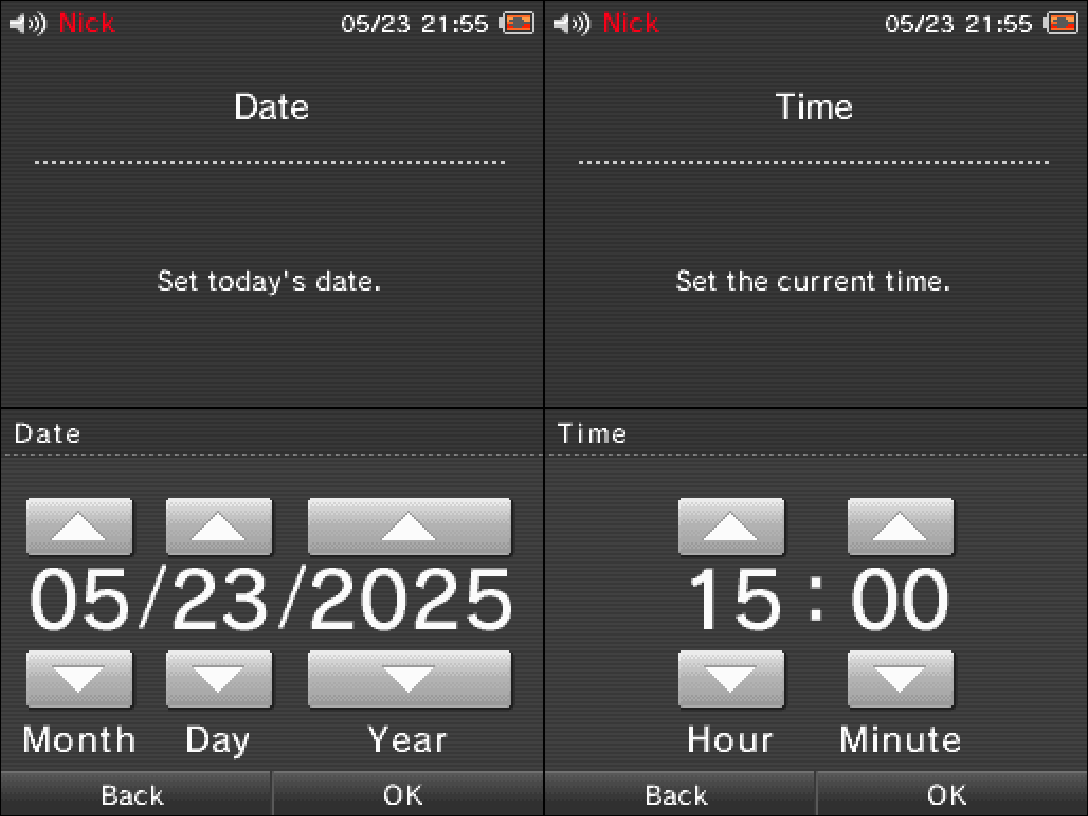 Nick 05/23 21:55
Date
Set today's date.
Date
05/23/2025
Month Day Year
Back OK
Nick 05/23 21:55
Time
Set the current time.
Time
15:00
Hour Minute
Back OK